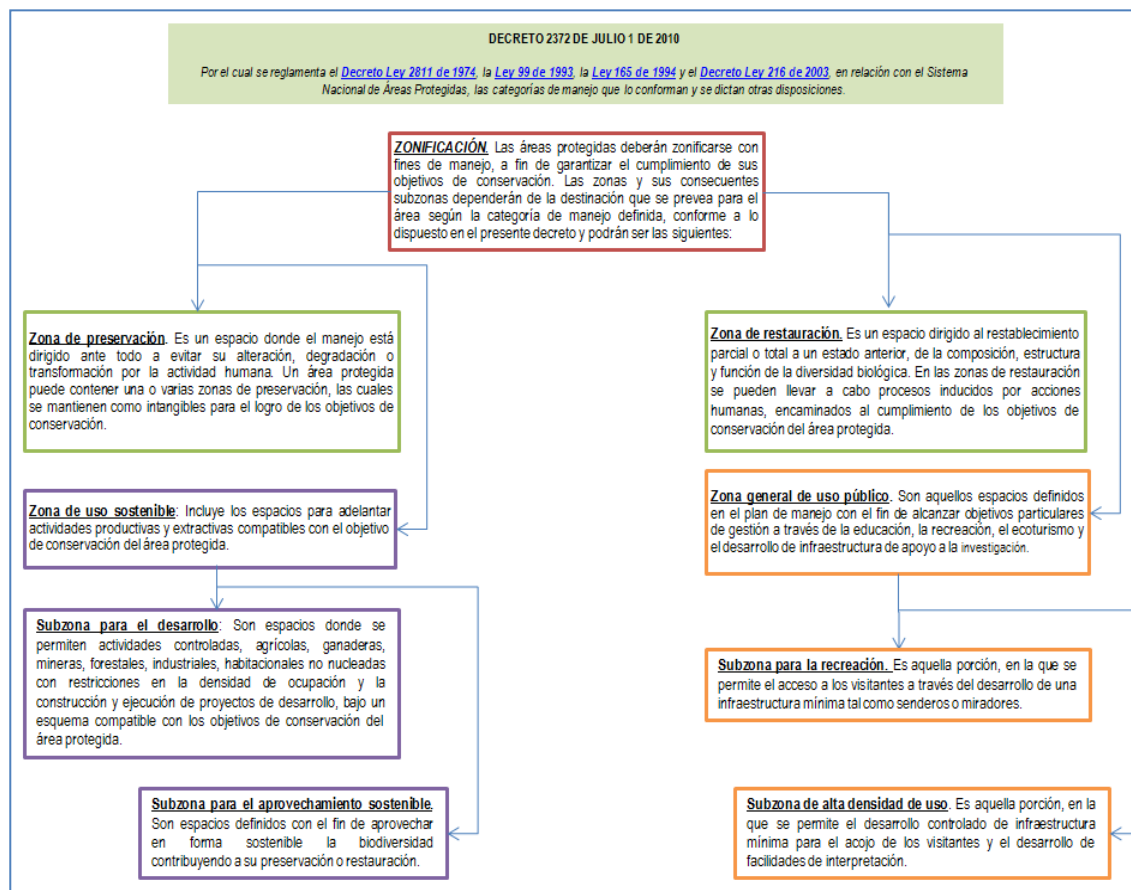 DECRETO 2372 DE JULIO 1 DE 2010
Por el cual se reglamenta el Decreto Ley 2811 de 1974, la Ley 99 de 1993, la Ley 165 de 1994 y el Decreto Ley 216 de 2003, en relación con el Sistema
Nacional de Áreas Protegidas, las categorías de manejo que lo conforman y se dictan otras disposiciones.
ZONIFICACIÓN. Las áreas protegidas deberán zonificarse con
fines de manejo, a fin de garantizar el cumplimiento de sus
objetivos de conservación. Las zonas y sus consecuentes
subzonas dependerán de la destinación que se prevea para el
área según la categoría de manejo definida, conforme a lo
dispuesto en el presente decreto y podrán ser las siguientes:
Zona de preservación. Es un espacio donde el manejo está
dirigido ante todo a evitar su alteración, degradación o
transformación por la actividad humana. Un área protegida
puede contener una o varias zonas de preservación, las cuales
se mantienen como intangibles para el logro de los objetivos de
conservación.
Zona de restauración. Es un espacio dirigido al restablecimiento
parcial o total a un estado anterior, de la composición, estructura
y función de la diversidad biológica. En las zonas de restauración
se pueden llevar a cabo procesos inducidos por acciones
humanas, encaminados al cumplimiento de los objetivos de
conservación del área protegida.
Zona de uso sostenible: Incluye los espacios para adelantar
actividades productivas y extractivas compatibles con el objetivo
de conservación del área protegida.
Zona general de uso público. Son aquellos espacios definidos
en el plan de manejo con el fin de alcanzar objetivos particulares
de gestión a través de la educación, la recreación, el ecoturismo y
el desarrollo de infraestructura de apoyo a la investigación.
Subzona para el desarrollo: Son espacios donde se
permiten actividades controladas, agrícolas, ganaderas,
mineras, forestales, industriales, habitacionales no nucleadas
con restricciones en la densidad de ocupación y la
construcción y ejecución de proyectos de desarrollo, bajo un
esquema compatible con los objetivos de conservación del
área protegida.
Subzona para la recreación. Es aquella porción, en la que se
permite el acceso a los visitantes a través del desarrollo de una
infraestructura mínima tal como senderos o miradores.
Subzona para el aprovechamiento sostenible.
Son espacios definidos con el fin de aprovechar
en forma sostenible la biodiversidad
contribuyendo a su preservación o restauración.
Subzona de alta densidad de uso. Es aquella porción, en la
que se permite el desarrollo controlado de infraestructura
mínima para el acojo de los visitantes y el desarrollo de
facilidades de interpretación.